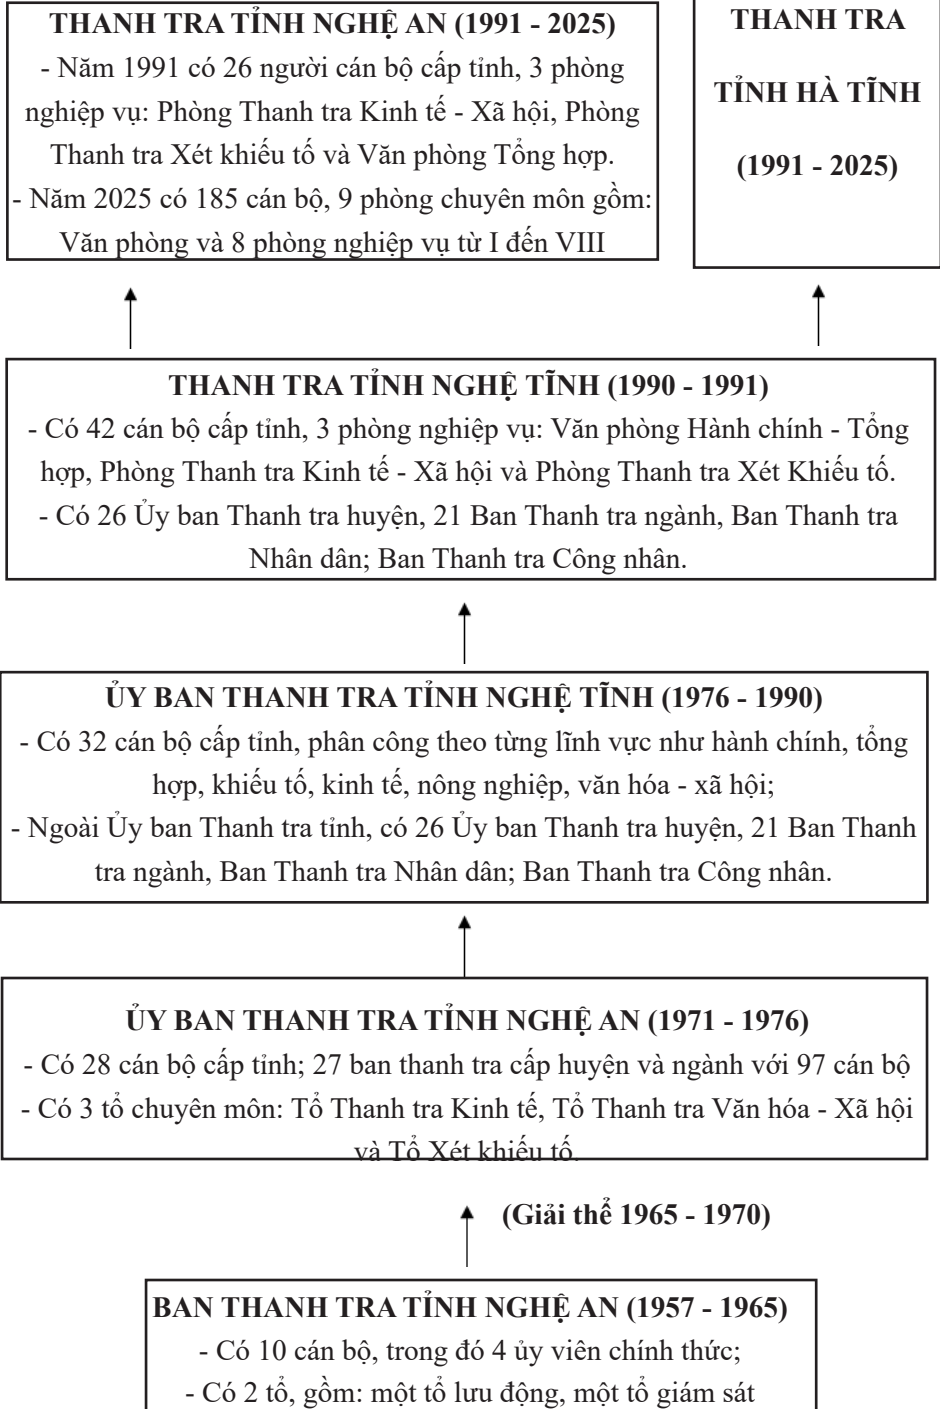 THANH TRA TỈNH NGHỆ AN (1991 - 2025)
- Năm 1991 có 26 người cán bộ cấp tỉnh, 3 phòng
nghiệp vụ: Phòng Thanh tra Kinh tế - Xã hội, Phòng
Thanh tra Xét khiếu tố và Văn phòng Tổng hợp.
- Năm 2025 có 185 cán bộ, 9 phòng chuyên môn gồm:
Văn phòng và 8 phòng nghiệp vụ từ I đến VIII
THANH TRA
TỈNH HÀ TĨNH
(1991 - 2025)
THANH TRA TỈNH NGHỆ TĨNH (1990 - 1991)
- Có 42 cán bộ cấp tỉnh, 3 phòng nghiệp vụ: Văn phòng Hành chính - Tổng
hợp, Phòng Thanh tra Kinh tế - Xã hội và Phòng Thanh tra Xét Khiếu tố.
- Có 26 Ủy ban Thanh tra huyện, 21 Ban Thanh tra ngành, Ban Thanh tra
Nhân dân; Ban Thanh tra Công nhân.
ỦY BAN THANH TRA TỈNH NGHỆ TĨNH (1976 - 1990)
- Có 32 cán bộ cấp tỉnh, phân công theo từng lĩnh vực như hành chính, tổng
hợp, khiếu tố, kinh tế, nông nghiệp, văn hóa - xã hội;
- Ngoài Ủy ban Thanh tra tỉnh, có 26 Ủy ban Thanh tra huyện, 21 Ban Thanh
tra ngành, Ban Thanh tra Nhân dân; Ban Thanh tra Công nhân.
ỦY BAN THANH TRA TỈNH NGHỆ AN (1971 - 1976)
- Có 28 cán bộ cấp tỉnh; 27 ban thanh tra cấp huyện và ngành với 97 cán bộ
- Có 3 tổ chuyên môn: Tổ Thanh tra Kinh tế, Tổ Thanh tra Văn hóa - Xã hội
và Tổ Xét khiếu tố.
(Giải thể 1965 - 1970)
BAN THANH TRA TỈNH NGHỆ AN (1957 - 1965)
- Có 10 cán bộ, trong đó 4 ủy viên chính thức;
- Có 2 tổ, gồm: một tổ lưu động, một tổ giám sát